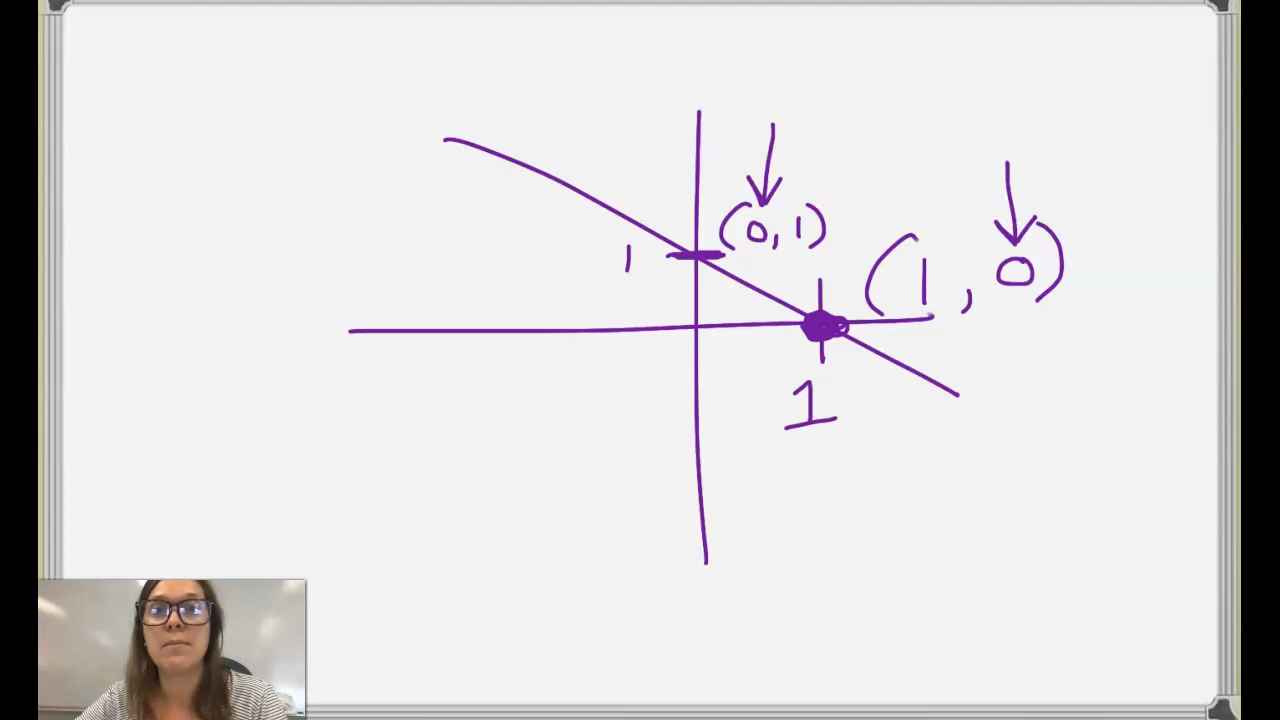 (0, 1)
1
(1, 0)
1